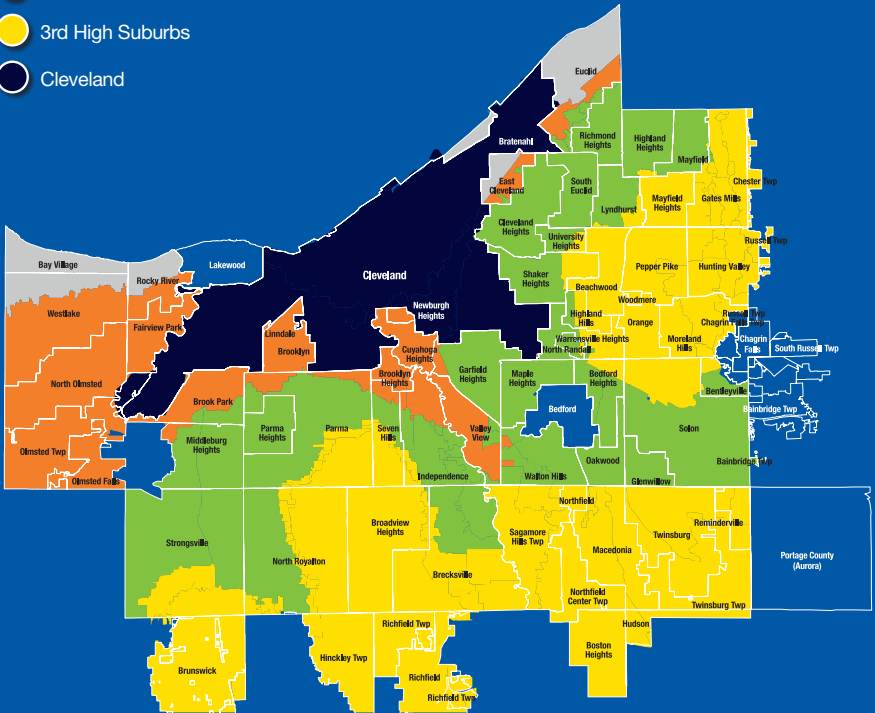 3rd High Suburbs
Cleveland
Euclid
Bratenahl
Richmond
Heights
Highland
Heights
Mayfield
East
Cleveland
South
Euclid
Chester Twp
Lyndhurst
Mayfield
Heights
Gates Mills
Cleveland
Heights
University
Heights
Russell Twp
Bay Village
Rocky River
Lakewood
Cleveland
Shaker
Heights
Pepper Pike
Hunting Valley
Beachwood
Woodmere
Westlake
Fairview Park
Newburgh
Heights
Highland
Hills
Orange
Russell Twp
Chagrin Falls Twp
Linndale
Brooklyn
Cuyahoga
Heights
Warrensville Heights
North Randall
Moreland
Hills
Chagrin
Falls
South Russell Twp
North Olmsted
Brooklyn
Heights
Garfield
Heights
Maple
Heights
Bedford
Heights
Bentleyville
Brook Park
Bedford
Bainbridge Twp
Olmsted Twp
Middleburg
Heights
Parma
Heights
Parma
Seven
Hills
Valley
View
Solon
Olmsted Falls
Independence
Walton Hills
Oakwood
Glenwillow
Bainbridge Twp
Strongsville
North Royalton
Broadview
Heights
Brecksville
Sagamore
Hills Twp
Northfield
Macedonia
Twinsburg
Reminderville
Portage County
(Aurora)
Northfield
Center Twp
Twinsburg Twp
Brunswick
Hinckley Twp
Richfield Twp
Richfield
Richfield Twp
Boston
Heights
Hudson